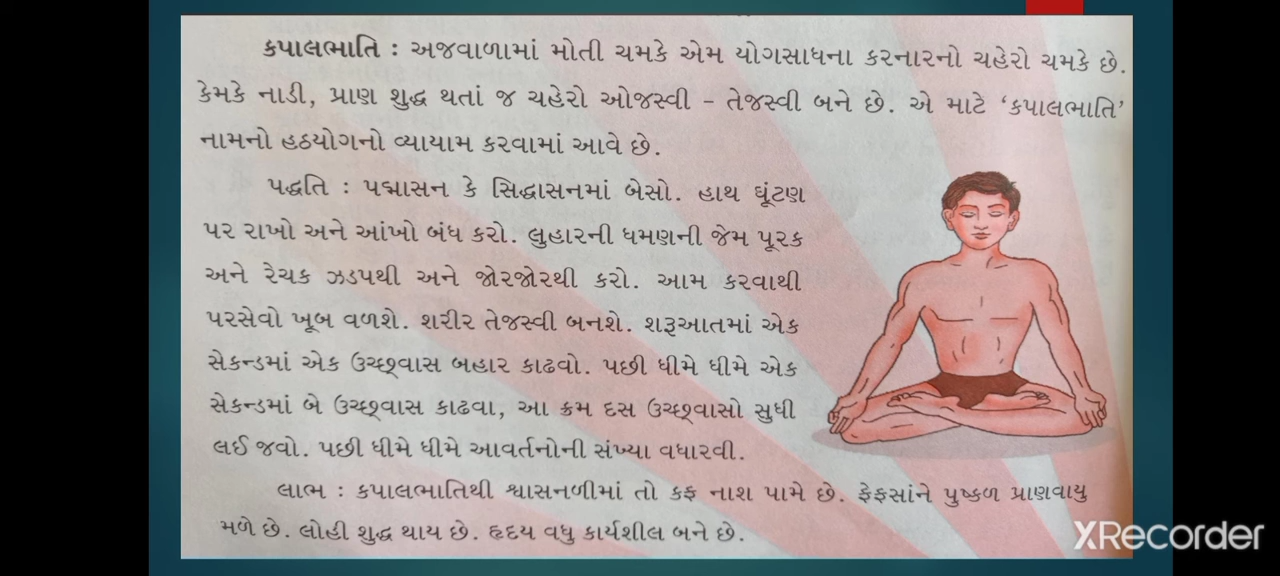 કપાલભાતિ : અજવાળામાં મોતી ચમકે એમ યોગસાધના કરનારનો ચહેરો ચમકે છે.
કેમકે નાડી, પ્રાણ શુદ્ધ થતાં જ ચહેરો ઓજસ્વી - તેજસ્વી બને છે. એ માટે ‘કપાલભાતિ’
નામનો હઠયોગનો વ્યાયામ કરવામાં આવે છે.
પદ્ધતિ : પદ્માસન કે સિદ્ધાસનમાં બેસો. હાથ ઘૂંટણ
પર રાખો અને આંખો બંધ કરો. લુહારની ધમણની જેમ પૂરક
અને રેચક ઝડપથી અને જોરજોરથી કરો. આમ કરવાથી
પરસેવો ખૂબ વળશે. શરીર તેજસ્વી બનશે. શરૂઆતમાં એક
સેકન્ડમાં એક ઉચ્છ્વાસ બહાર કાઢવો. પછી ધીમે ધીમે એક
સેકન્ડમાં બે ઉચ્છ્વાસ કાઢવા, આ ક્રમ દસ ઉચ્છ્વાસો સુધી
લઈ જવો. પછી ધીમે ધીમે આવર્તનોની સંખ્યા વધારવી.
લાભ : કપાલભાતિથી શ્વાસનળીમાં તો કફ નાશ પામે છે. ફેફસાંને પુષ્કળ પ્રાણવાયુ
મળે છે. લોહી શુદ્ધ થાય છે. હૃદય વધુ કાર્યશીલ બને છે.
XRecorder